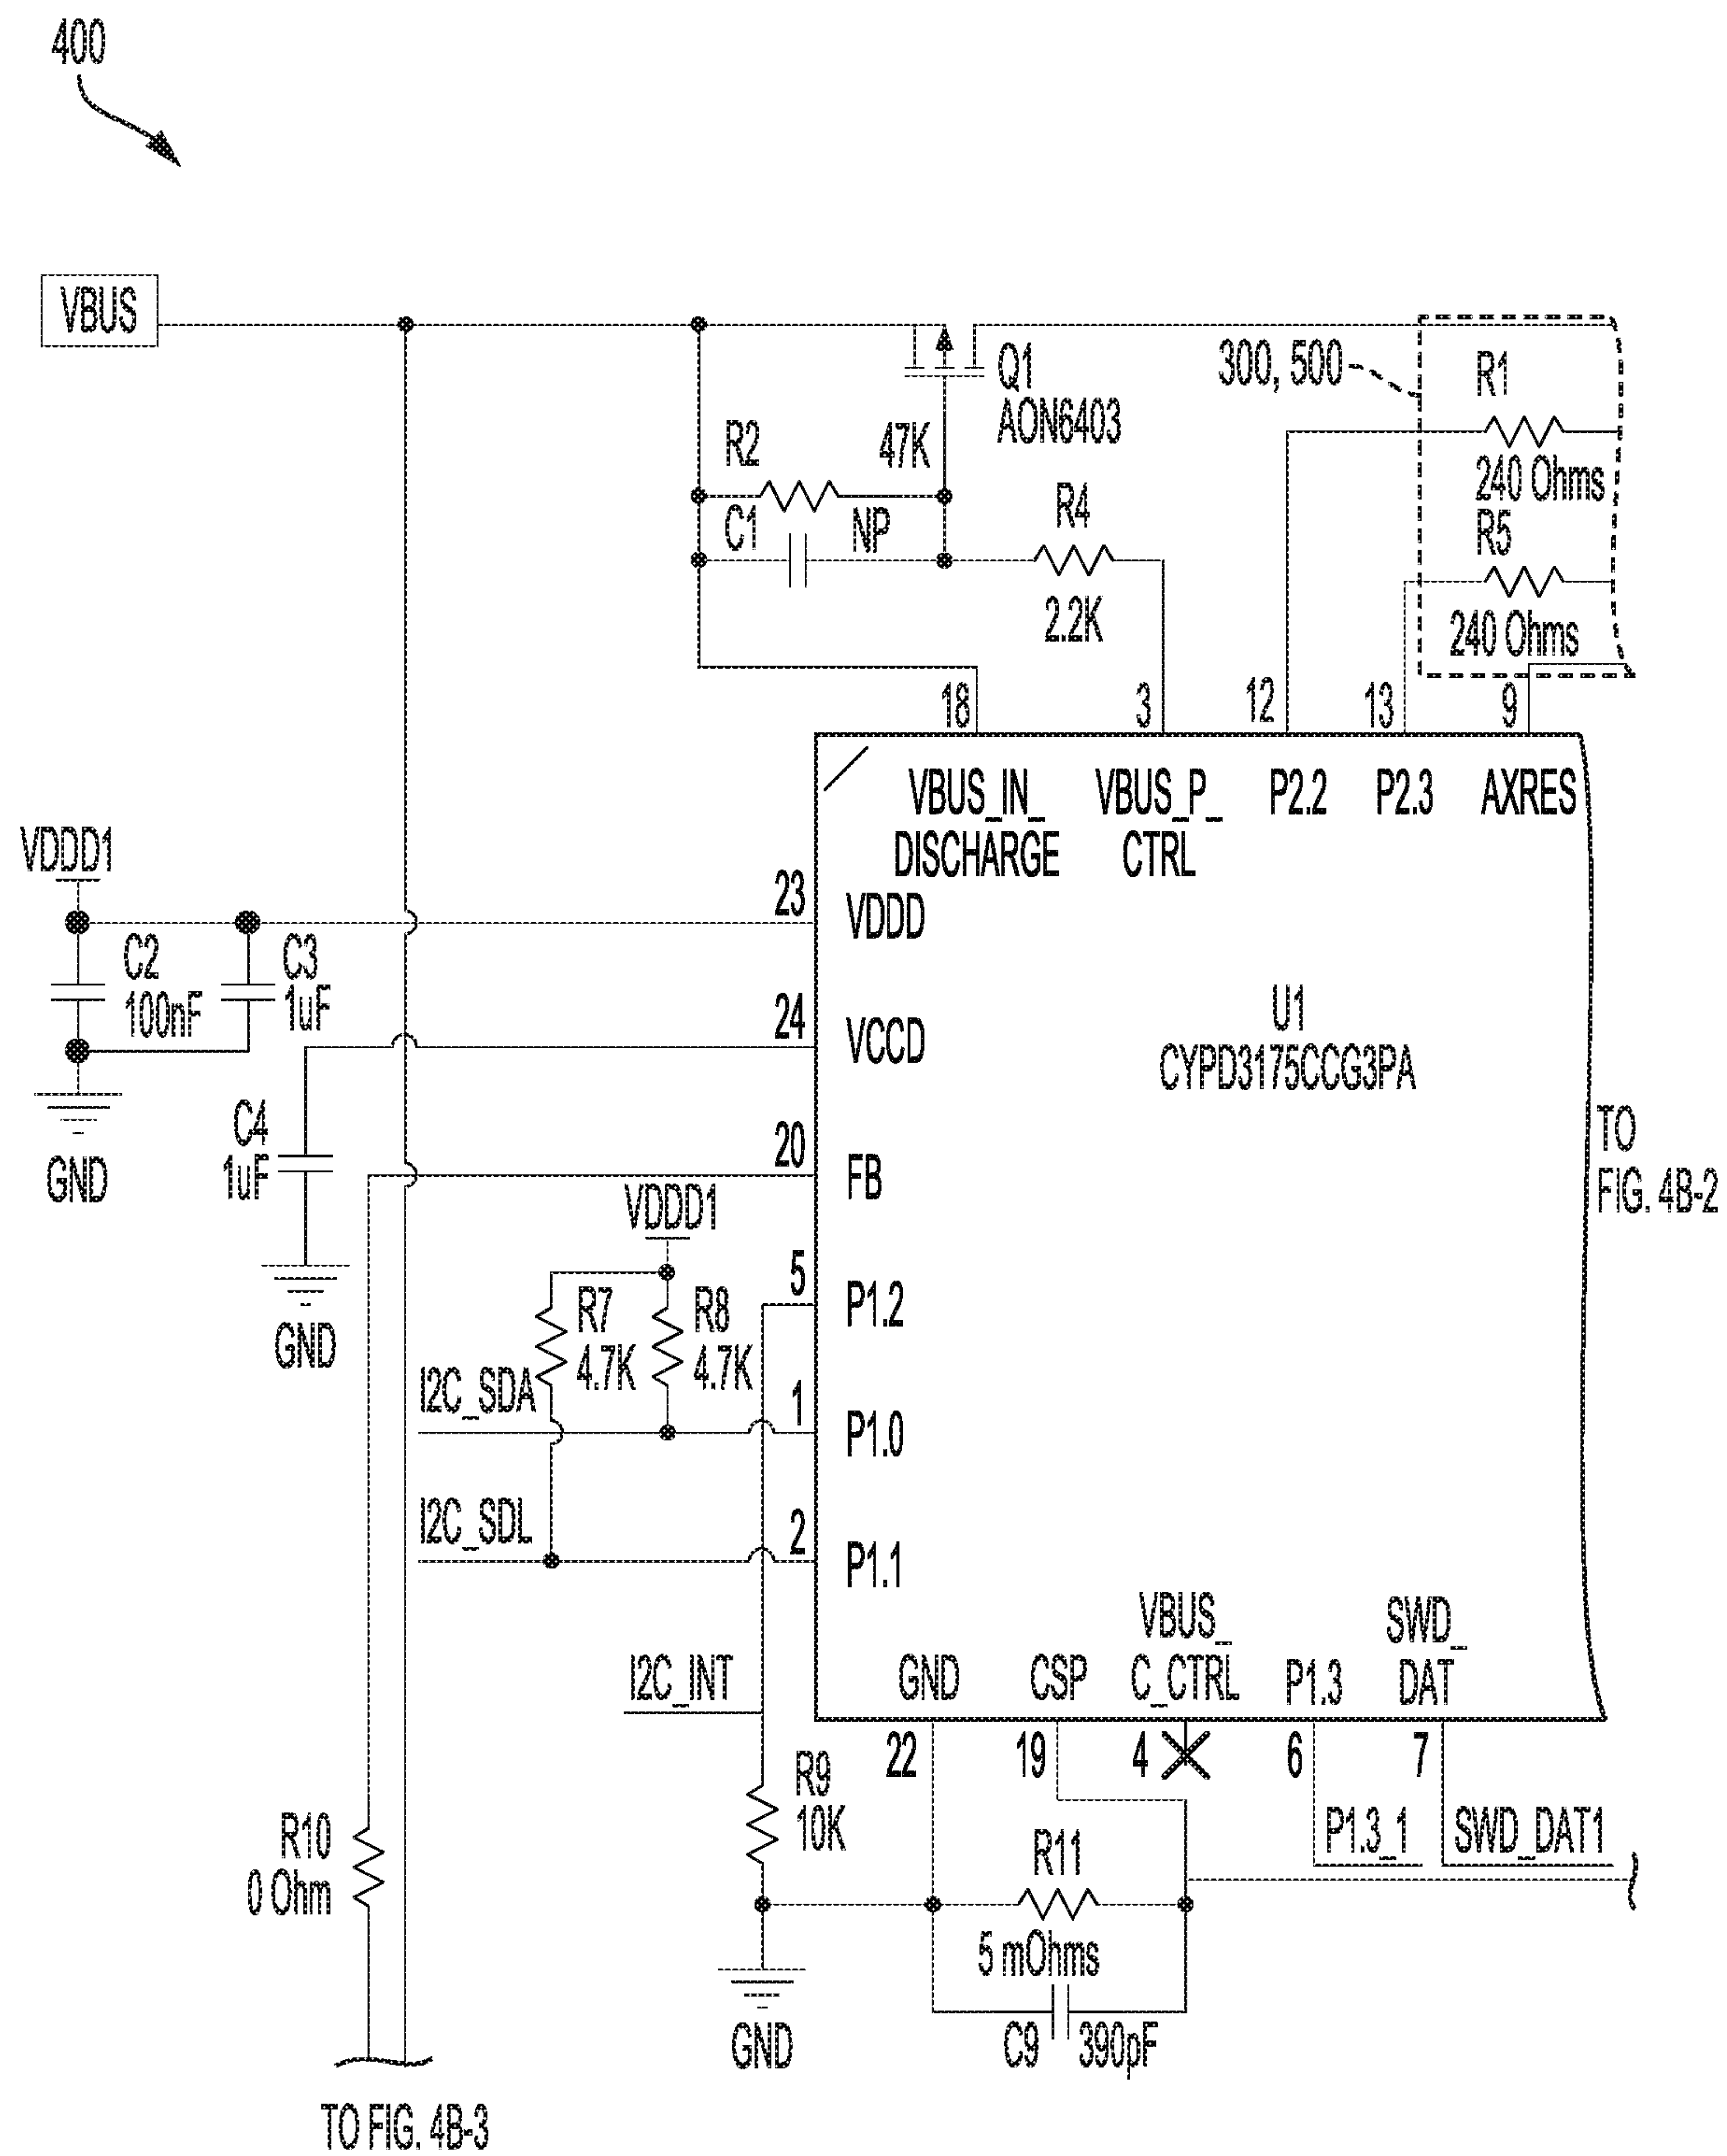 400
VBUS
Q1
AON6403
300, 500
R1
240 Ohms
R5
240 Ohms
R2
47K
C1
NP
R4
2.2K
18
3
12
13
9
VBUS_IN_
DISCHARGE
VBUS_P_
CTRL
P2.2
P2.3
AXRES
VDDD1
23
VDDD
C2
100nF
C3
1uF
24
VCCD
U1
CYPD3175CCG3PA
GND
C4
1uF
20
FB
TO
FIG. 4B-2
VDDD1
GND
5
P1.2
R7
4.7K
R8
4.7K
I2C_SDA
1
P1.0
I2C_SDL
2
P1.1
I2C_INT
GND
CSP
VBUS_
C_CTRL
P1.3
SWD_
DAT
22
19
4
6
7
R9
10K
P1.3_1
SWD_DAT1
R10
0 Ohm
R11
5 mOhms
GND
C9
390pF
TO FIG. 4B-3